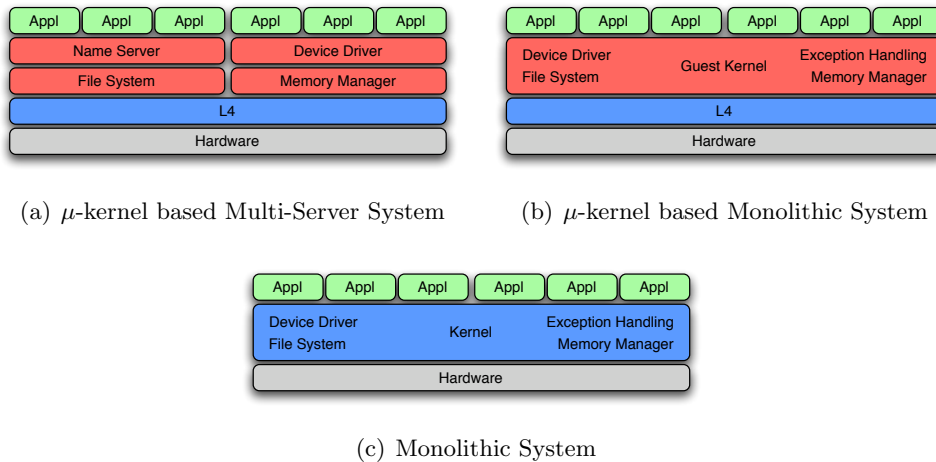 Appl Appl Appl Appl Appl Appl
Name Server Device Driver
File System Memory Manager
L4
Hardware
(a) μ-kernel based Multi-Server System
Appl Appl Appl Appl Appl Appl
Device Driver Guest Kernel Exception Handling
File System Memory Manager
L4
Hardware
(b) μ-kernel based Monolithic System
Appl Appl Appl Appl Appl Appl
Device Driver Kernel Exception Handling
File System Memory Manager
Hardware
(c) Monolithic System